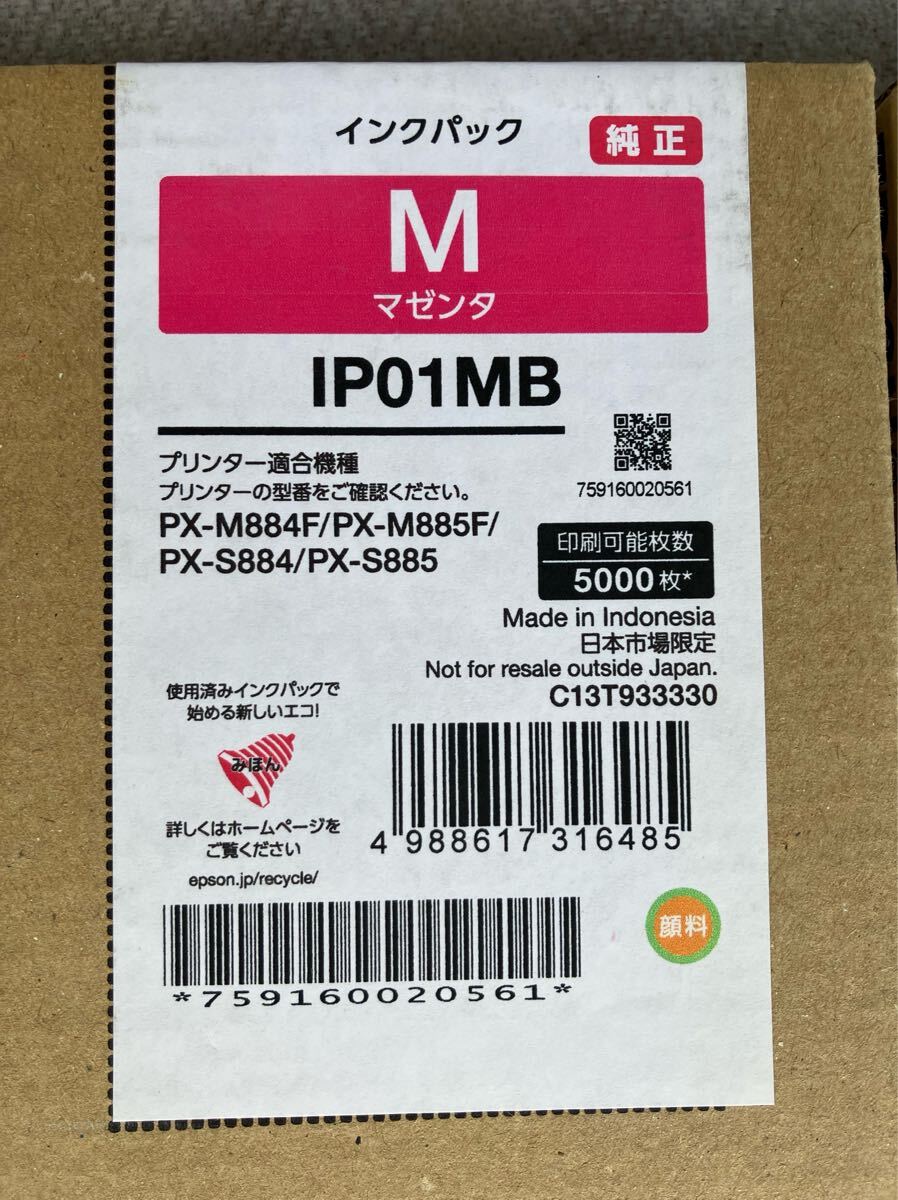 インクパック
純正
M
マゼンタ
IP01MB
プリンター適合機種
プリンターの型番をご確認ください。
PX-M884F/PX-M885F/
PX-S884/PX-S885
759160020561
印刷可能枚数
5000枚*
Made in Indonesia
日本市場限定
Not for resale outside Japan.
C13T933330
使用済みインクパックで
始める新しいエコ!
みほん
詳しくはホームページを
ご覧ください
epson.jp/recycle/
4 988617 316485
*759160020561*
顔料